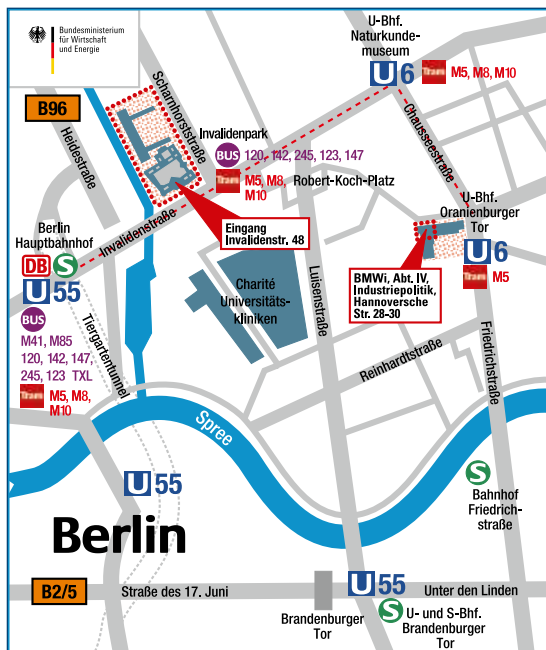 Bundesministerium
für Wirtschaft
und Energie
U-Bhf.
Naturkunde-
museum
U6
Tram M5, M8, M10
B96
Heidestraße
Scharnhorststraße
Invalidenpark
BUS 120, 142, 245, 123, 147
Tram M5, M8, Robert-Koch-Platz
M10
Chausseestraße
U-Bhf.
Oranienburger
Tor
U6
Tram M5
Berlin
Hauptbahnhof
DB S
U55
BUS
M41, M85
120, 142, 147,
245, 123 TXL
Tram M5, M8,
M10
Invalidenstraße
Eingang
Invalidenstr. 48
BMWi, Abt. IV,
Industriepolitik,
Hannoversche
Str. 28-30
Charité
Universitäts-
kliniken
Luisenstraße
Tiergartentunnel
Reinhardtstraße
Friedrichstraße
Spree
U55
S
Bahnhof
Friedrich-
straße
Berlin
B2/5
Straße des 17. Juni
Unter den Linden
Brandenburger
Tor
U55
S U- und S-Bhf.
Brandenburger
Tor